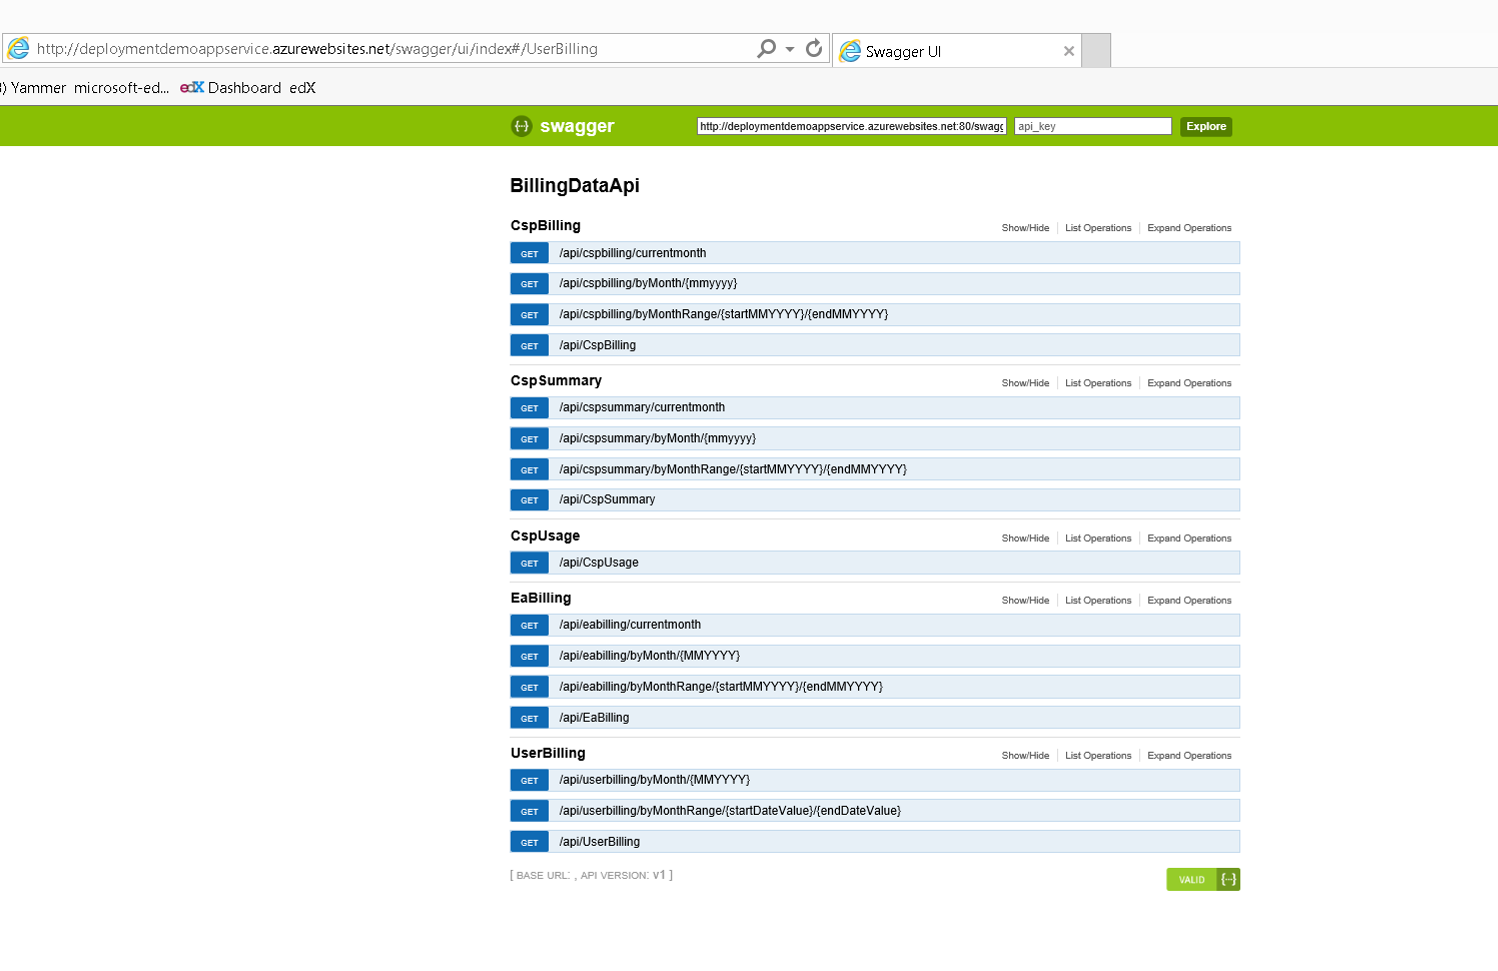 http://deploymentdemoappservice.azurewebsites.net/swagger/ui/index#/UserBilling
Swagger UI
) Yammer microsoft-ed... edX Dashboard edX
{··} swagger http://deploymentdemoappservice.azurewebsites.net:80/swagg api_key Explore
BillingDataApi
CspBilling Show/Hide List Operations Expand Operations
GET /api/cspbilling/currentmonth
GET /api/cspbilling/byMonth/{mmyyyy}
GET /api/cspbilling/byMonthRange/{startMMYYYY}/{endMMYYYY}
GET /api/CspBilling
CspSummary Show/Hide List Operations Expand Operations
GET /api/cspsummary/currentmonth
GET /api/cspsummary/byMonth/{mmyyyy}
GET /api/cspsummary/byMonthRange/{startMMYYYY}/{endMMYYYY}
GET /api/CspSummary
CspUsage Show/Hide List Operations Expand Operations
GET /api/CspUsage
EaBilling Show/Hide List Operations Expand Operations
GET /api/eabilling/currentmonth
GET /api/eabilling/byMonth/{MMYYYY}
GET /api/eabilling/byMonthRange/{startMMYYYY}/{endMMYYYY}
GET /api/EaBilling
UserBilling Show/Hide List Operations Expand Operations
GET /api/userbilling/byMonth/{MMYYYY}
GET /api/userbilling/byMonthRange/{startDateValue}/{endDateValue}
GET /api/UserBilling
[ BASE URL: , API VERSION: v1 ]
VALID {··}